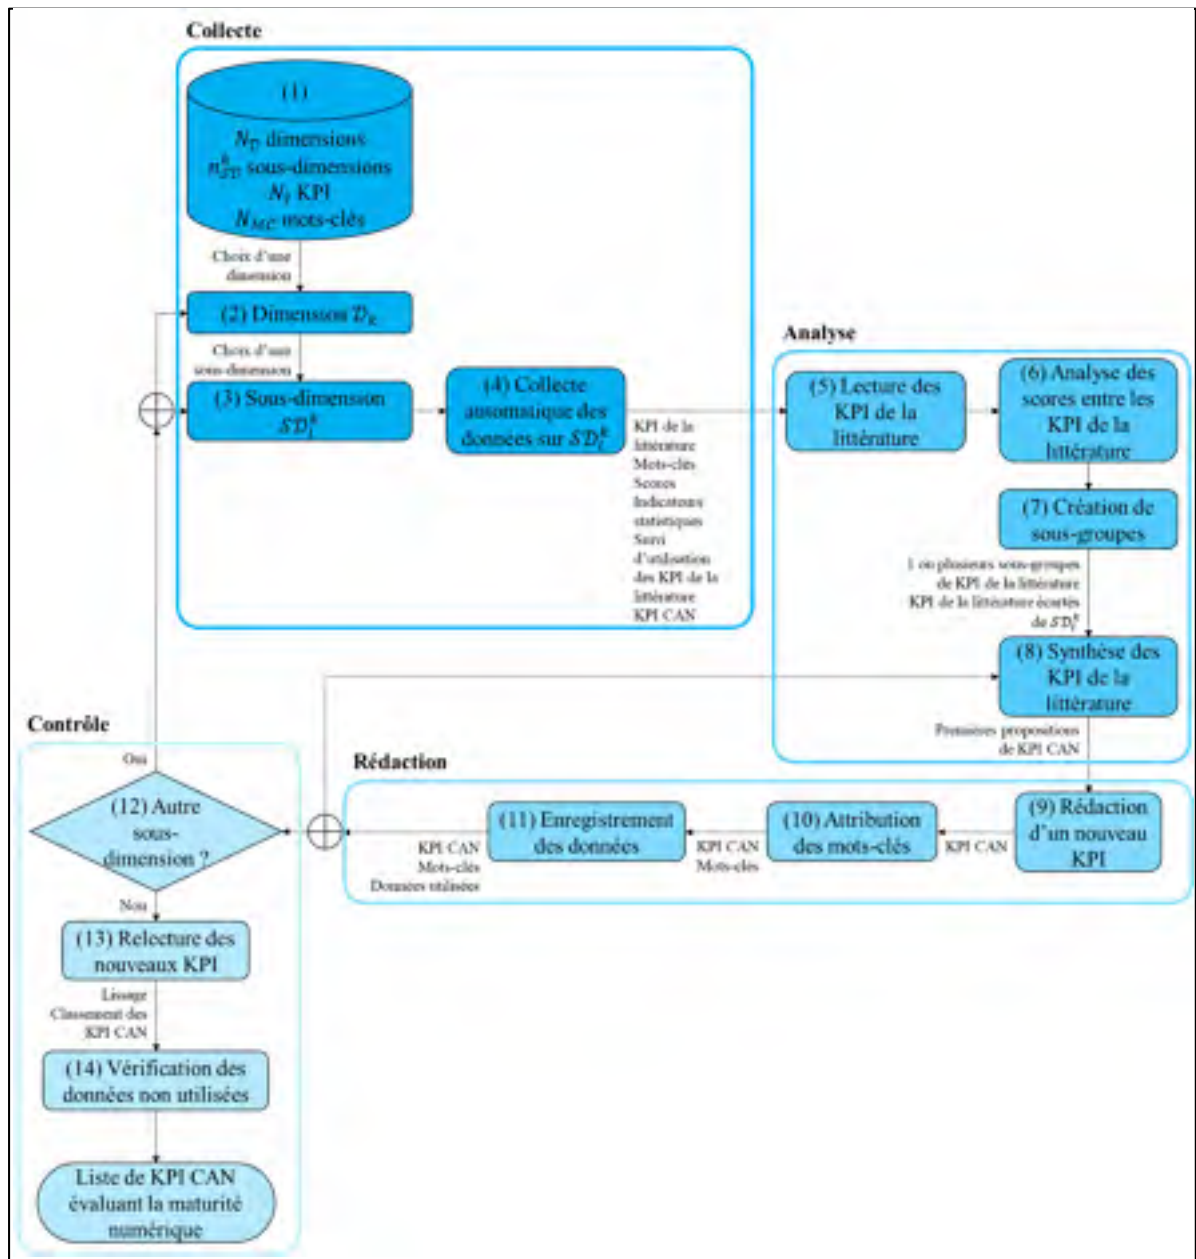 Collecte
(1)
N_D dimensions
n_{SD}^k sous-dimensions
KPI
N_{MC} mots-clés
Choix d'une
dimension
(2) Dimension D_k
Choix d'une
sous-dimension
(3) Sous-dimension
SD_i^k
(4) Collecte
automatique des
données sur SD_i^k
KPI de la
littérature
Mots-clés
Scores
Indicateurs
statistiques
Suivi
d'utilisation
des KPI de la
littérature
KPI CAN
Analyse
(5) Lecture des
KPI de la
littérature
(6) Analyse des
scores entre les
KPI de la
littérature
(7) Création de
sous-groupes
1 ou plusieurs sous-groupes
de KPI de la littérature
KPI de la littérature écartés
de SD_i^k
(8) Synthèse des
KPI de la
littérature
Premières propositions
de KPI CAN
Rédaction
(9) Rédaction
d'un nouveau
KPI
KPI CAN
(10) Attribution
des mots-clés
KPI CAN
Mots-clés
(11) Enregistrement
des données
KPI CAN
Mots-clés
Données utilisées
Contrôle
Oui
(12) Autre
sous-
dimension ?
Non
(13) Relecture des
nouveaux KPI
Lissage
Classement des
KPI CAN
(14) Vérification des
données non utilisées
Liste de KPI CAN
évaluant la maturité
numérique